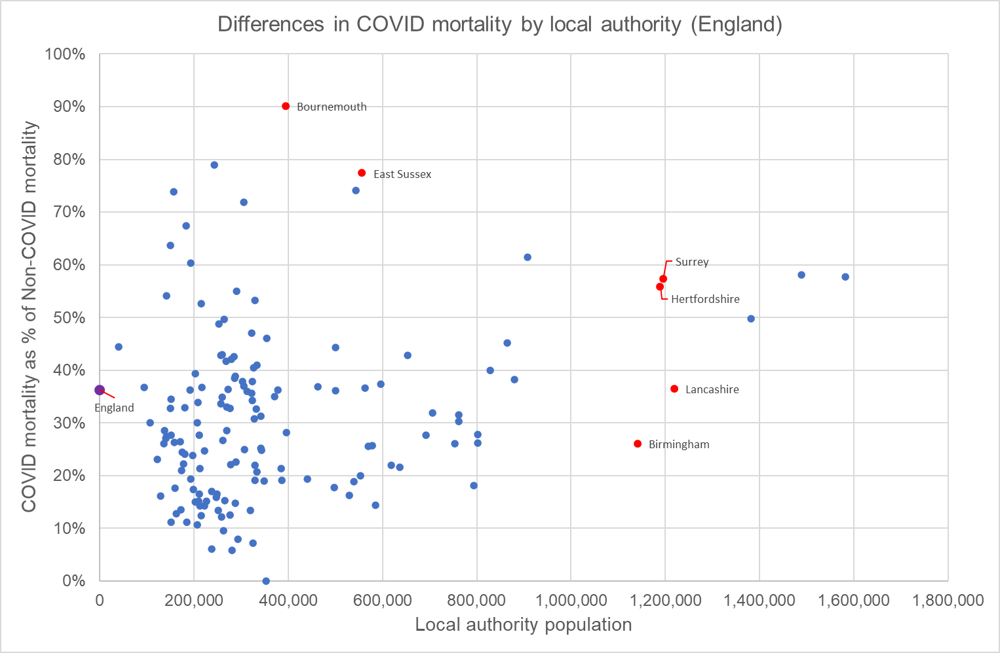 Differences in COVID mortality by local authority (England)
COVID mortality as % of Non-COVID mortality
100%
90%
80%
70%
60%
50%
40%
30%
20%
10%
0%
Bournemouth
East Sussex
Surrey
Hertfordshire
Lancashire
England
Birmingham
0
200,000
400,000
600,000
800,000
1,000,000
1,200,000
1,400,000
1,600,000
1,800,000
Local authority population